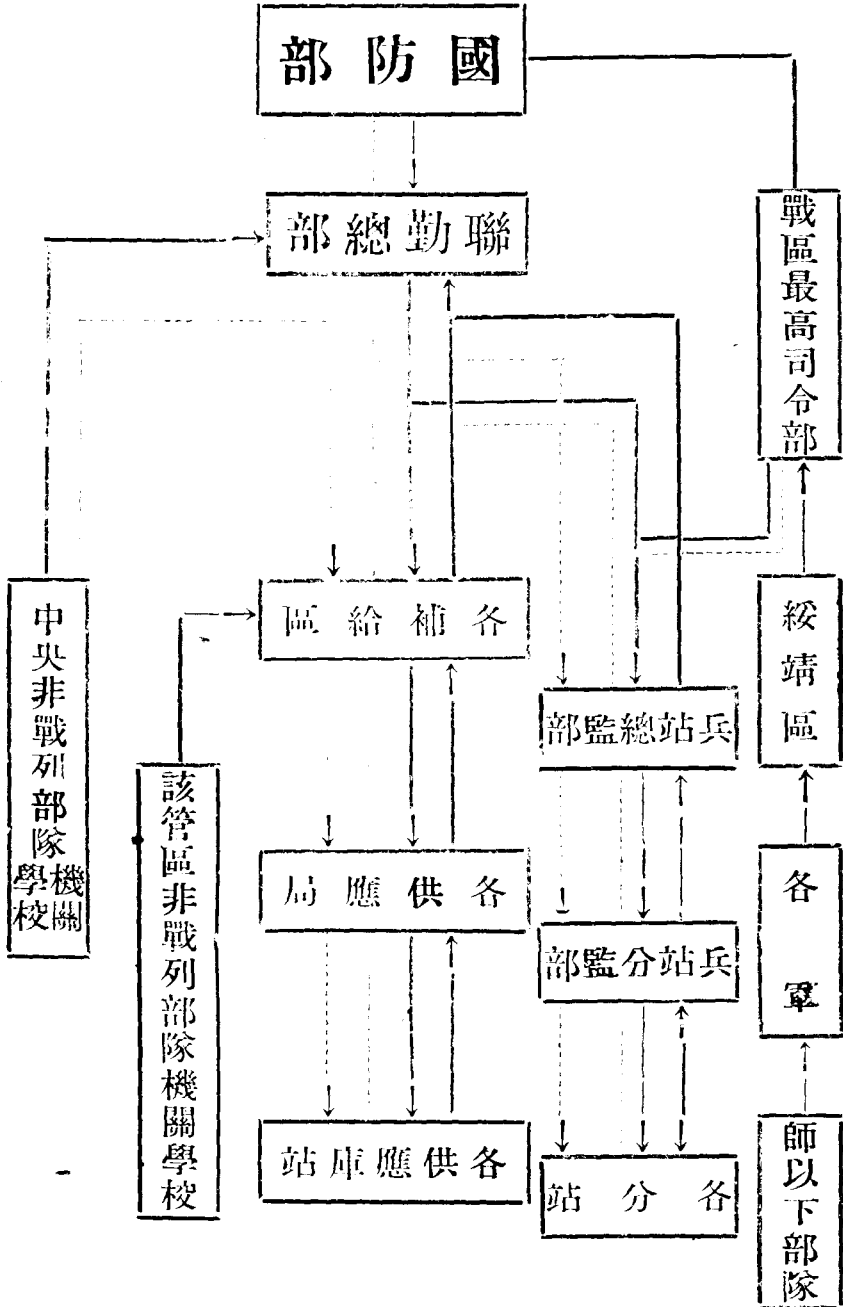 國防部
聯勤總部
戰區最高司令部
各補給區
綏靖區
中央非戰列部隊機關學校
兵站總監部
該管區非戰列部隊機關學校
各供應局
各軍
兵站分監部
師以下部隊
各供應庫站
各分站